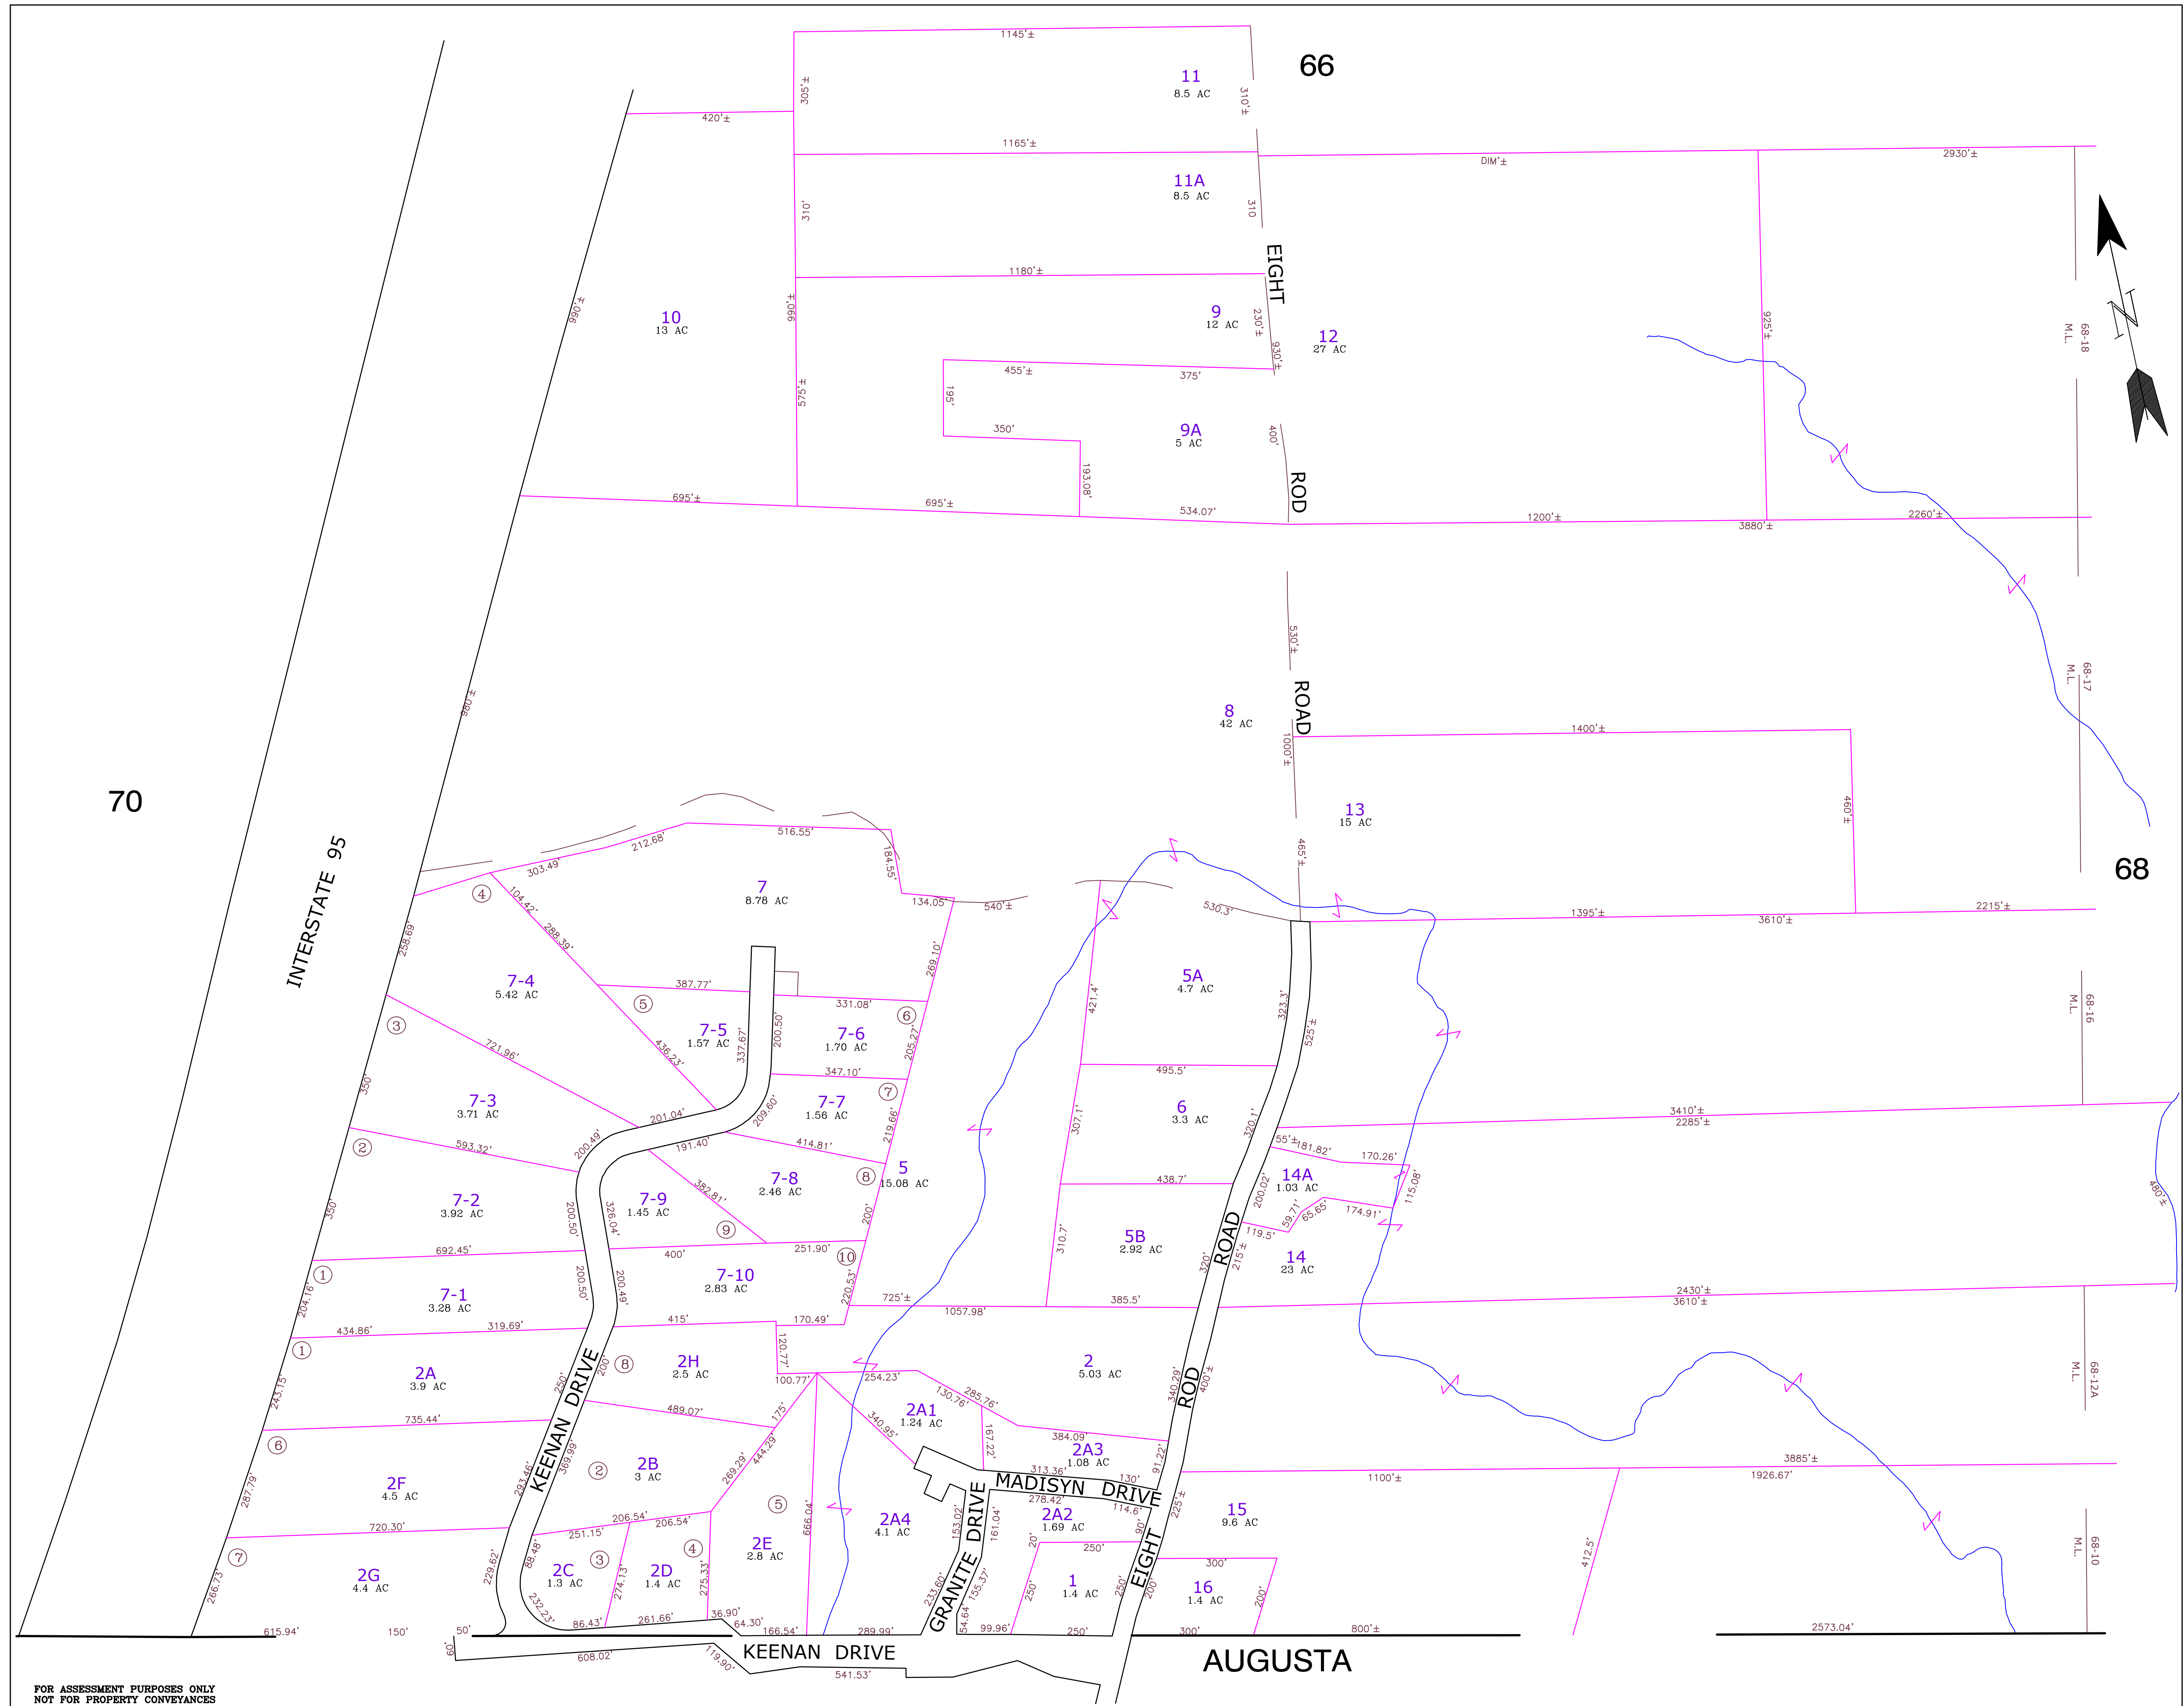 1145'±
66
11
8.5 AC
305'±
310'±
420'±
1165'±
DIM'±
2930'±
11A
8.5 AC
310'
310
EIGHT
1180'±
990'±
10
13 AC
990'±
9
12 AC
230'±
930'±
12
27 AC
925'±
68-18
M.L.
N
455'±
375'
575'±
195'
350'
9A
5 AC
400'
193.08'
ROD
695'±
695'±
534.07'
1200'±
3880'±
2260'±
530'±
980'±
8
42 AC
ROAD
1000'±
1400'±
68-17
M.L.
70
13
15 AC
460'±
465'±
68
INTERSTATE 95
516.55'
212.68'
303.49'
184.55'
7
8.78 AC
134.05'
540'±
530.3'
1395'±
3610'±
2215'±
4
104.42'
288.39'
258.69'
269.10'
7-4
5.42 AC
387.77'
5
331.08'
6
5A
4.7 AC
421.4'
323.3'
525'±
68-16
M.L.
3
721.96'
436.23'
7-5
1.57 AC
337.67'
200.50'
7-6
1.70 AC
205.27'
347.10'
7
495.5'
350'
7-3
3.71 AC
201.04'
209.60'
7-7
1.56 AC
219.66'
307.1'
6
3.3 AC
320.1'
3410'±
2285'±
2
593.32'
200.49'
191.40'
414.81'
8
5
15.08 AC
438.7'
55'±
181.82'
170.26'
14A
1.03 AC
200.02'
115.08'
480'±
350'
7-2
3.92 AC
200.50'
326.04'
7-9
1.45 AC
382.81'
7-8
2.46 AC
200'
9
59.71'
65.65'
174.91'
119.5'
310.7'
5B
2.92 AC
320'
ROAD
215'±
14
23 AC
692.45'
400'
251.90'
10
1
204.16'
7-1
3.28 AC
200.50'
200.49'
7-10
2.83 AC
220.53'
725'±
1057.98'
385.5'
2430'±
3610'±
434.86'
319.69'
415'
170.49'
1
120.77'
243.15'
2A
3.9 AC
250'
200'
8
2H
2.5 AC
100.77'
254.23'
2
5.03 AC
340.29'
400'±
ROD
68-12A
M.L.
KEENAN DRIVE
735.44'
489.07'
175'
444.29'
269.29'
340.95'
130.76'
285.76'
2A1
1.24 AC
167.22'
384.09'
2A3
1.08 AC
91.22'
6
287.79'
2F
4.5 AC
293.46'
369.99'
2
2B
3 AC
5
666.04'
313.36'
130'
MADISYN DRIVE
278.42'
114.6'
1100'±
3885'±
1926.67'
720.30'
7
251.15'
206.54'
206.54'
2E
2.8 AC
2A4
4.1 AC
153.02'
161.04'
2A2
1.69 AC
90'
20'
250'
225'±
15
9.6 AC
412.5'
68-10
M.L.
266.73'
2G
4.4 AC
229.62'
88.48'
232.23'
2C
1.3 AC
3
274.13'
2D
1.4 AC
4
275.33'
233.60'
GRANITE DRIVE
155.37'
54.64'
250'
1
1.4 AC
250'
EIGHT
200'
300'
16
1.4 AC
200'
615.94'
150'
50'
60'
86.43'
261.66'
36.90'
64.30'
166.54'
289.99'
99.96'
250'
300'
800'±
2573.04'
608.02'
119.90'
KEENAN DRIVE
541.53'
AUGUSTA
FOR ASSESSMENT PURPOSES ONLY
NOT FOR PROPERTY CONVEYANCES